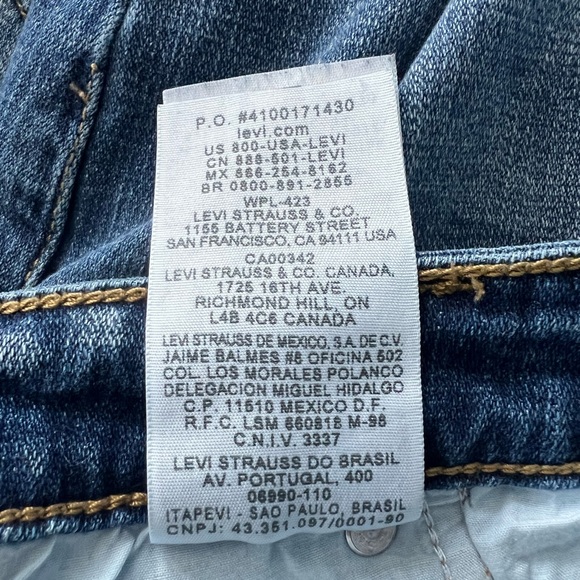 P.O. #4100171430
levi.com
US 800-USA-LEVI
CN 888-501-LEVI
MX 866-254-8162
BR 0800-891-2855
WPL-423
LEVI STRAUSS & CO.
1155 BATTERY STREET
SAN FRANCISCO, CA 94111 USA
CA00342
LEVI STRAUSS & CO. CANADA,
1725 16TH AVE.
RICHMOND HILL, ON
L4B 4C6 CANADA
LEVI STRAUSS DE MEXICO, S.A. DE C.V.
JAIME BALMES #8 OFICINA 502
COL. LOS MORALES POLANCO
DELEGACION MIGUEL HIDALGO
C.P. 11510 MEXICO D.F.
R.F.C. LSM 660818 M-98
C.N.I.V. 3337
LEVI STRAUSS DO BRASIL
AV. PORTUGAL, 400
06690-110
ITAPEVI - SAO PAULO, BRASIL
CNPJ: 43.351.097/0001-90